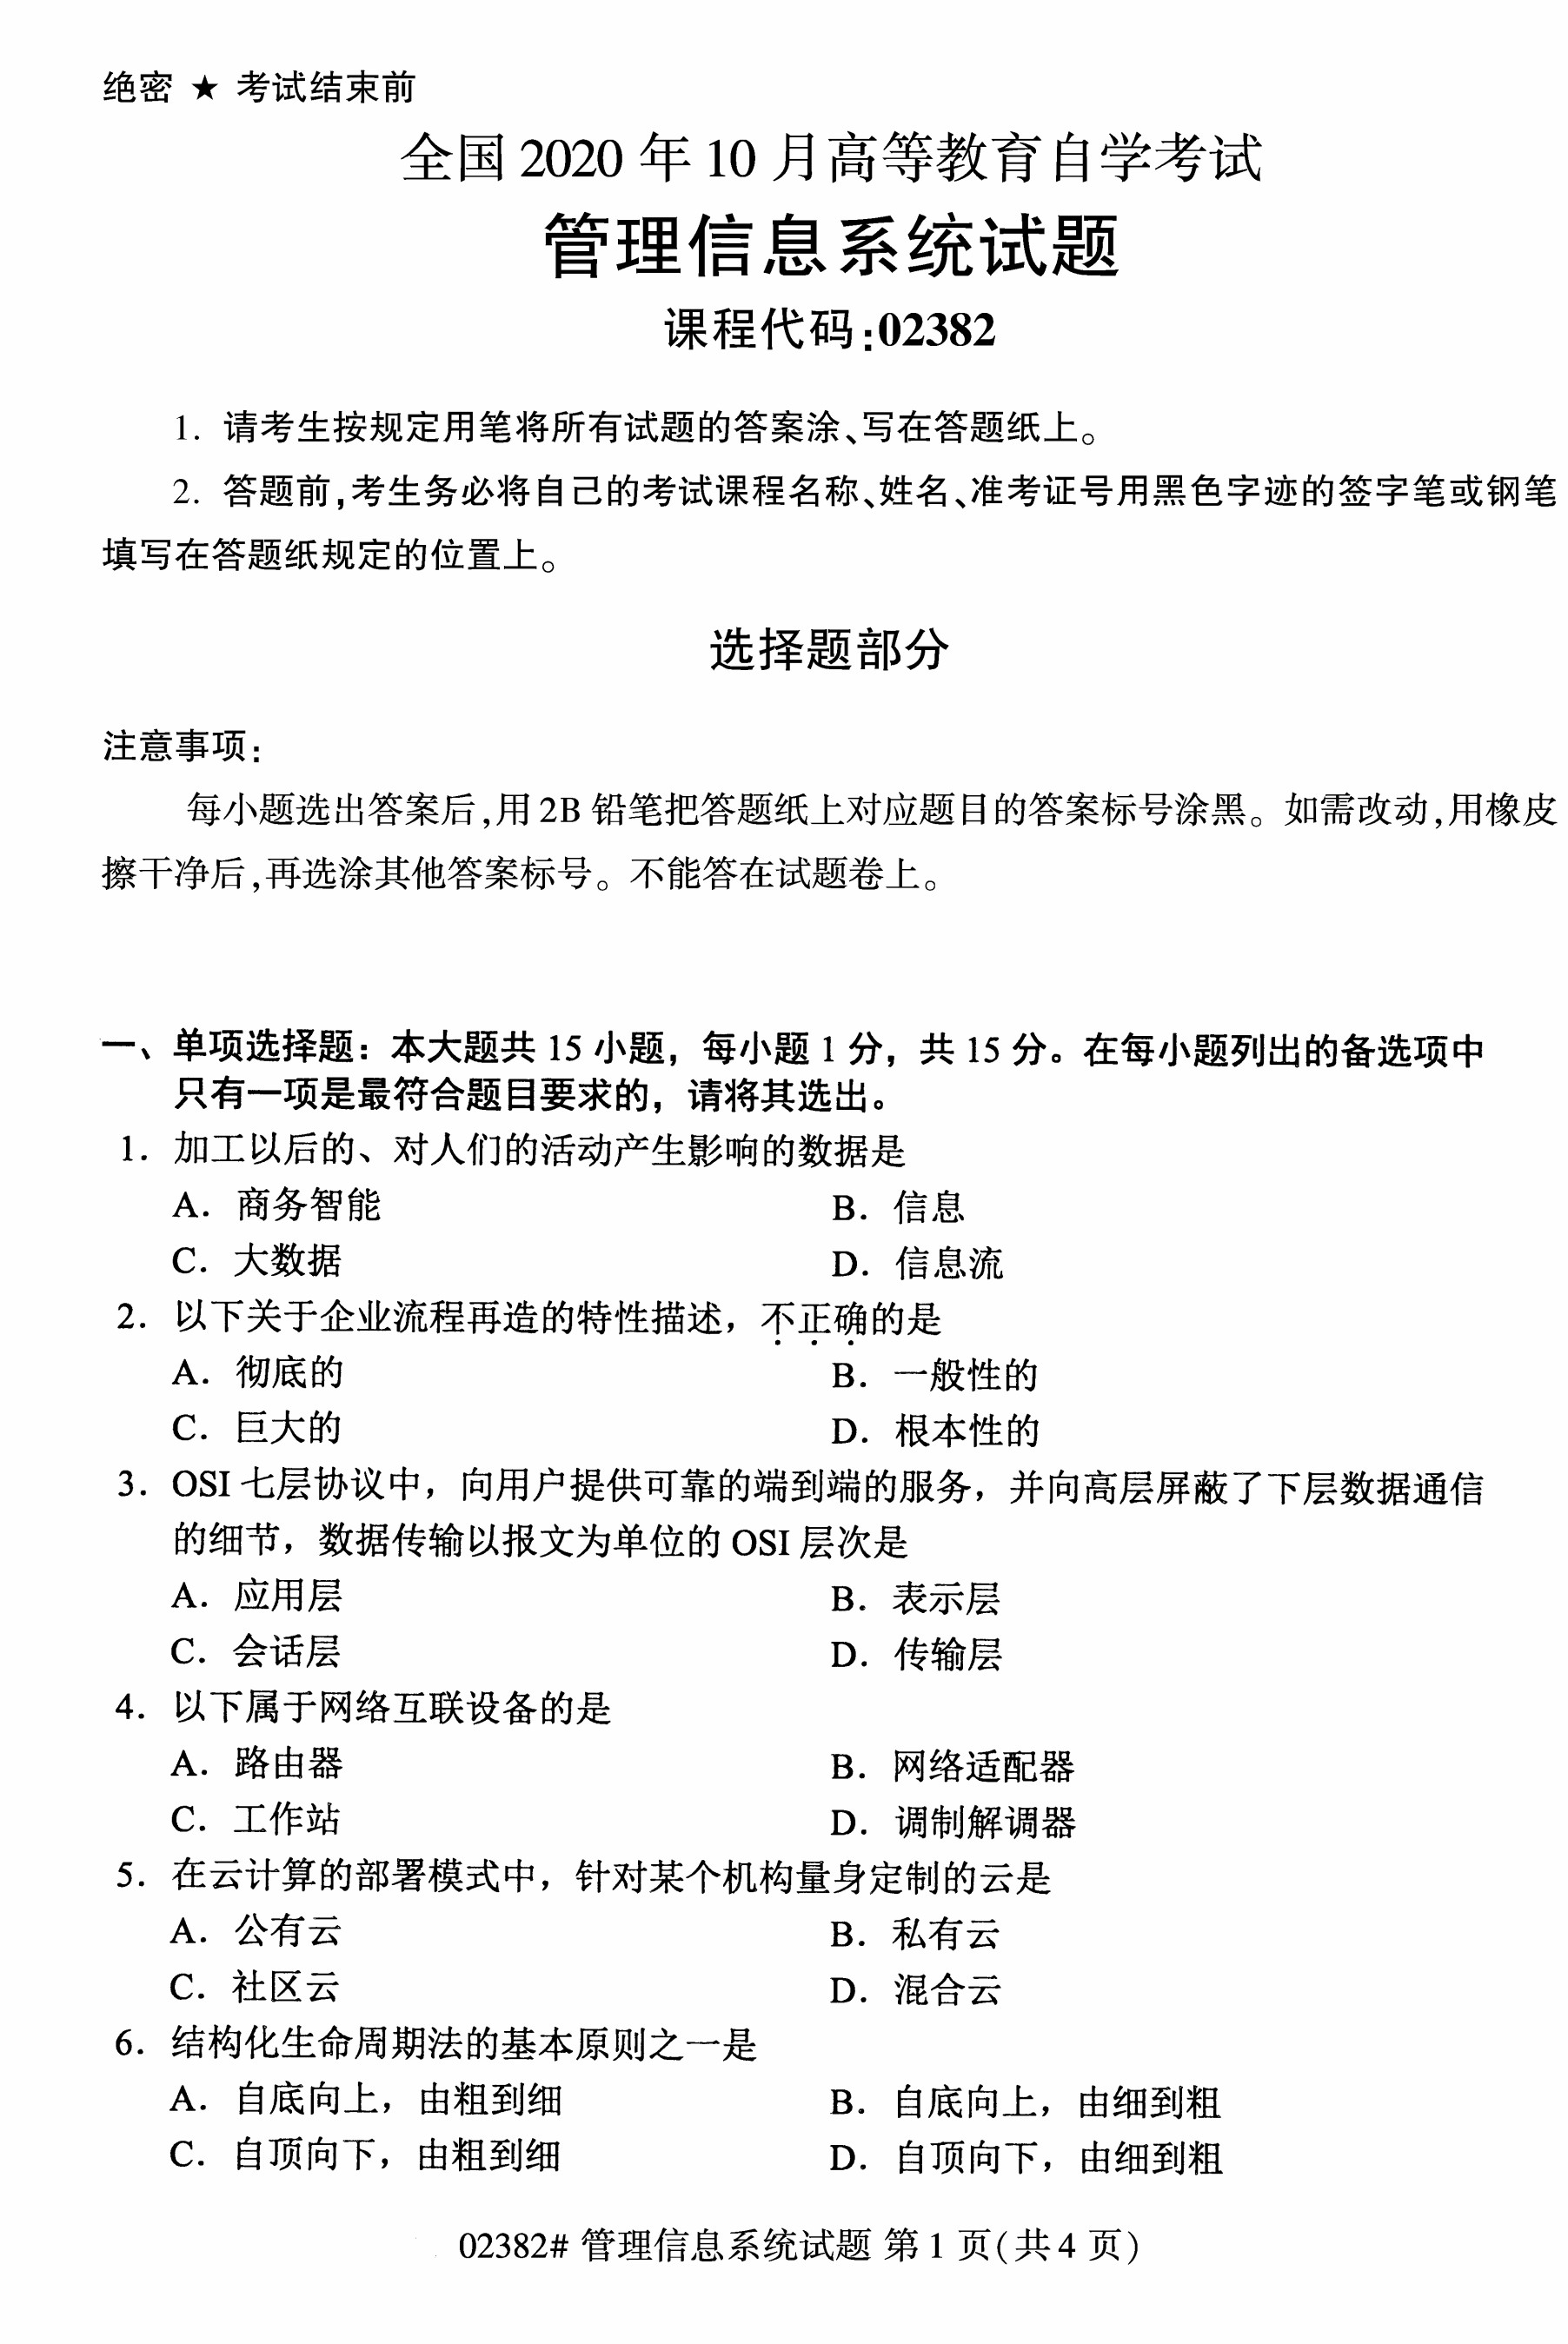 绝密 ★ 考试结束前
全国 2020 年 10 月高等教育自学考试
管理信息系统试题
课程代码:02382
1. 请考生按规定用笔将所有试题的答案涂、写在答题纸上。
2. 答题前,考生务必将自己的考试课程名称、姓名、准考证号用黑色字迹的签字笔或钢笔
填写在答题纸规定的位置上。
选择题部分
注意事项:
每小题选出答案后,用 2B 铅笔把答题纸上对应题目的答案标号涂黑。如需改动,用橡皮
擦干净后,再选涂其他答案标号。不能答在试题卷上。
一、单项选择题：本大题共 15 小题，每小题 1 分，共 15 分。在每小题列出的备选项中
只有一项是最符合题目要求的，请将其选出。
1. 加工以后的、对人们的活动产生影响的数据是
A. 商务智能 B. 信息
C. 大数据 D. 信息流
2. 以下关于企业流程再造的特性描述，不正确的是
A. 彻底的 B. 一般性的
C. 巨大的 D. 根本性的
3. OSI 七层协议中，向用户提供可靠的端到端的服务，并向高层屏蔽了下层数据通信
的细节，数据传输以报文为单位的 OSI 层次是
A. 应用层 B. 表示层
C. 会话层 D. 传输层
4. 以下属于网络互联设备的是
A. 路由器 B. 网络适配器
C. 工作站 D. 调制解调器
5. 在云计算的部署模式中，针对某个机构量身定制的云是
A. 公有云 B. 私有云
C. 社区云 D. 混合云
6. 结构化生命周期法的基本原则之一是
A. 自底向上，由粗到细 B. 自底向上，由细到粗
C. 自顶向下，由粗到细 D. 自顶向下，由细到粗
02382# 管理信息系统试题 第 1 页(共 4 页)